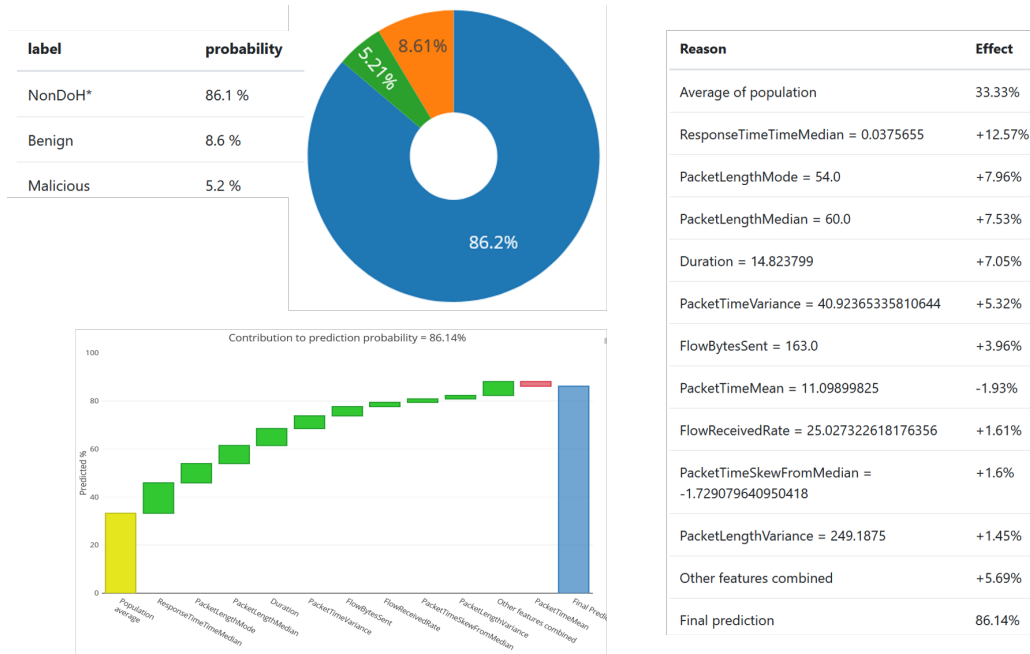 label probability
NonDoH* 86.1 %
Benign 8.6 %
Malicious 5.2 %
8.61%
5.21%
86.2%
Contribution to prediction probability = 86.14%
Predicted %
100
80
60
40
20
0
Population
average
ResponseTimeTimeMedian
PacketLengthMode
PacketLengthMedian
Duration
PacketTimeVariance
FlowBytesSent
FlowReceivedRate
PacketTimeSkewFromMedian
PacketLengthVariance
Other features combined
PacketTimeMean
Final Predic
Reason Effect
Average of population 33.33%
ResponseTimeTimeMedian = 0.0375655 +12.57%
PacketLengthMode = 54.0 +7.96%
PacketLengthMedian = 60.0 +7.53%
Duration = 14.823799 +7.05%
PacketTimeVariance = 40.92365335810644 +5.32%
FlowBytesSent = 163.0 +3.96%
PacketTimeMean = 11.09899825 -1.93%
FlowReceivedRate = 25.027322618176356 +1.61%
PacketTimeSkewFromMedian = +1.6%
-1.729079640950418
PacketLengthVariance = 249.1875 +1.45%
Other features combined +5.69%
Final prediction 86.14%